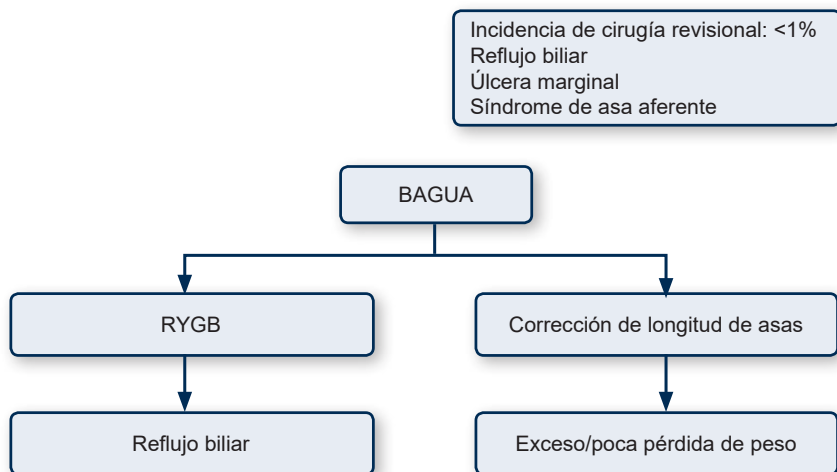 Incidencia de cirugía revisional: <1%
Reflujo biliar
Úlcera marginal
Síndrome de asa aferente
BAGUA
RYGB
Corrección de longitud de asas
Reflujo biliar
Exceso/poca pérdida de peso